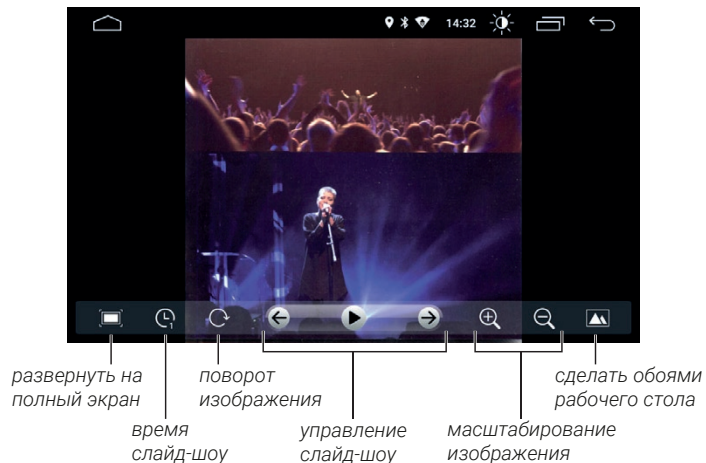 14:32
1
развернуть на
полный экран
поворот
изображения
сделать обоями
рабочего стола
время
слайд-шоу
управление
слайд-шоу
масштабирование
изображения